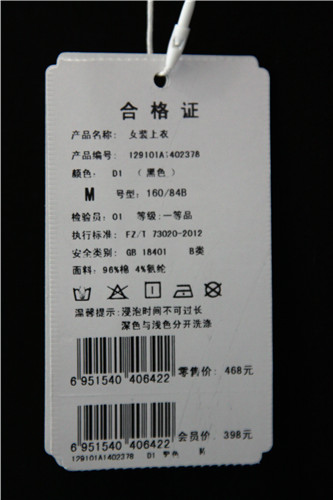 合格证
产品名称: 女装上衣
产品编号: 129101A1402378
颜色: D1 (黑色)
M 号型: 160/84B
检验员: 01 等级: 一等品
执行标准: FZ/T 73020-2012
安全类别: GB 18401 B类
面料: 96%棉 4%氨纶
温馨提示: 浸泡时间不可过长
深色与浅色分开洗涤
零售价: 468元
6 951540 406422
会员价: 398元
6 951540 406422
129101A1402378 D1 黑色